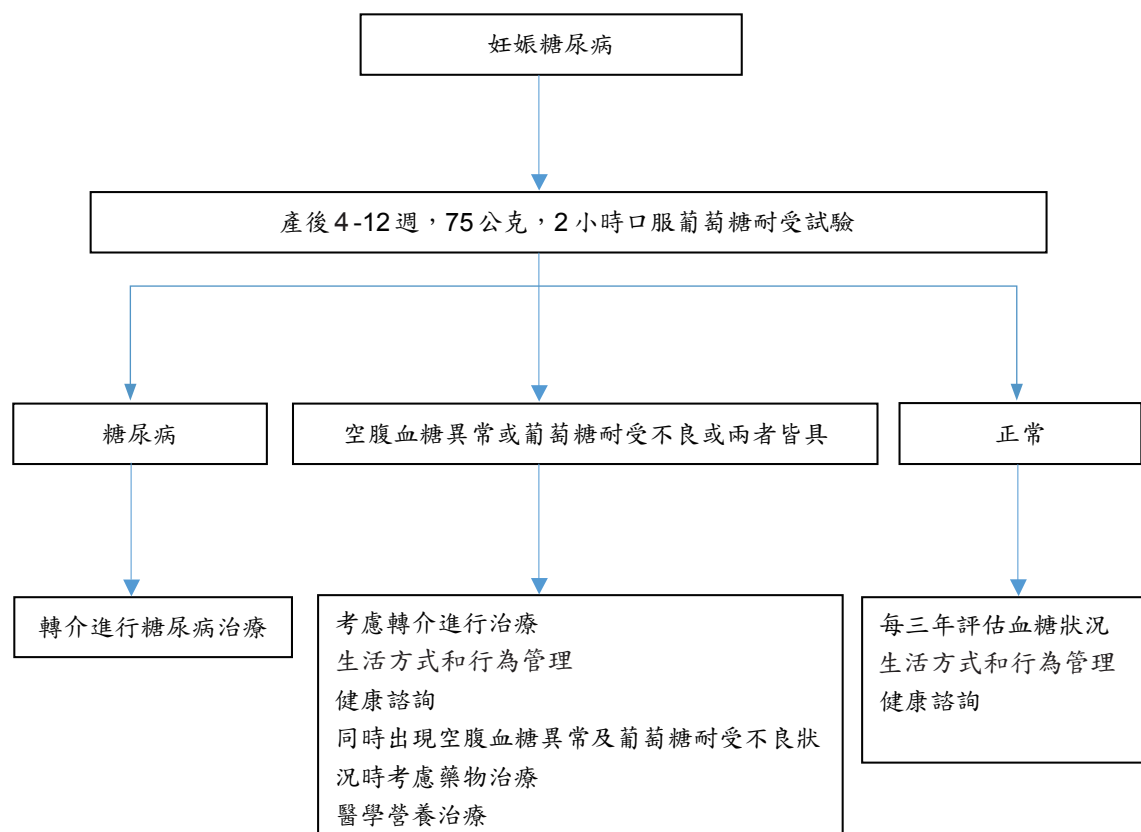 妊娠糖尿病
產後4-12週，75公克，2小時口服葡萄糖耐受試驗
糖尿病
空腹血糖異常或葡萄糖耐受不良或兩者皆具
正常
轉介進行糖尿病治療
考慮轉介進行治療
生活方式和行為管理
健康諮詢
同時出現空腹血糖異常及葡萄糖耐受不良狀
況時考慮藥物治療
醫學營養治療
每三年評估血糖狀況
生活方式和行為管理
健康諮詢